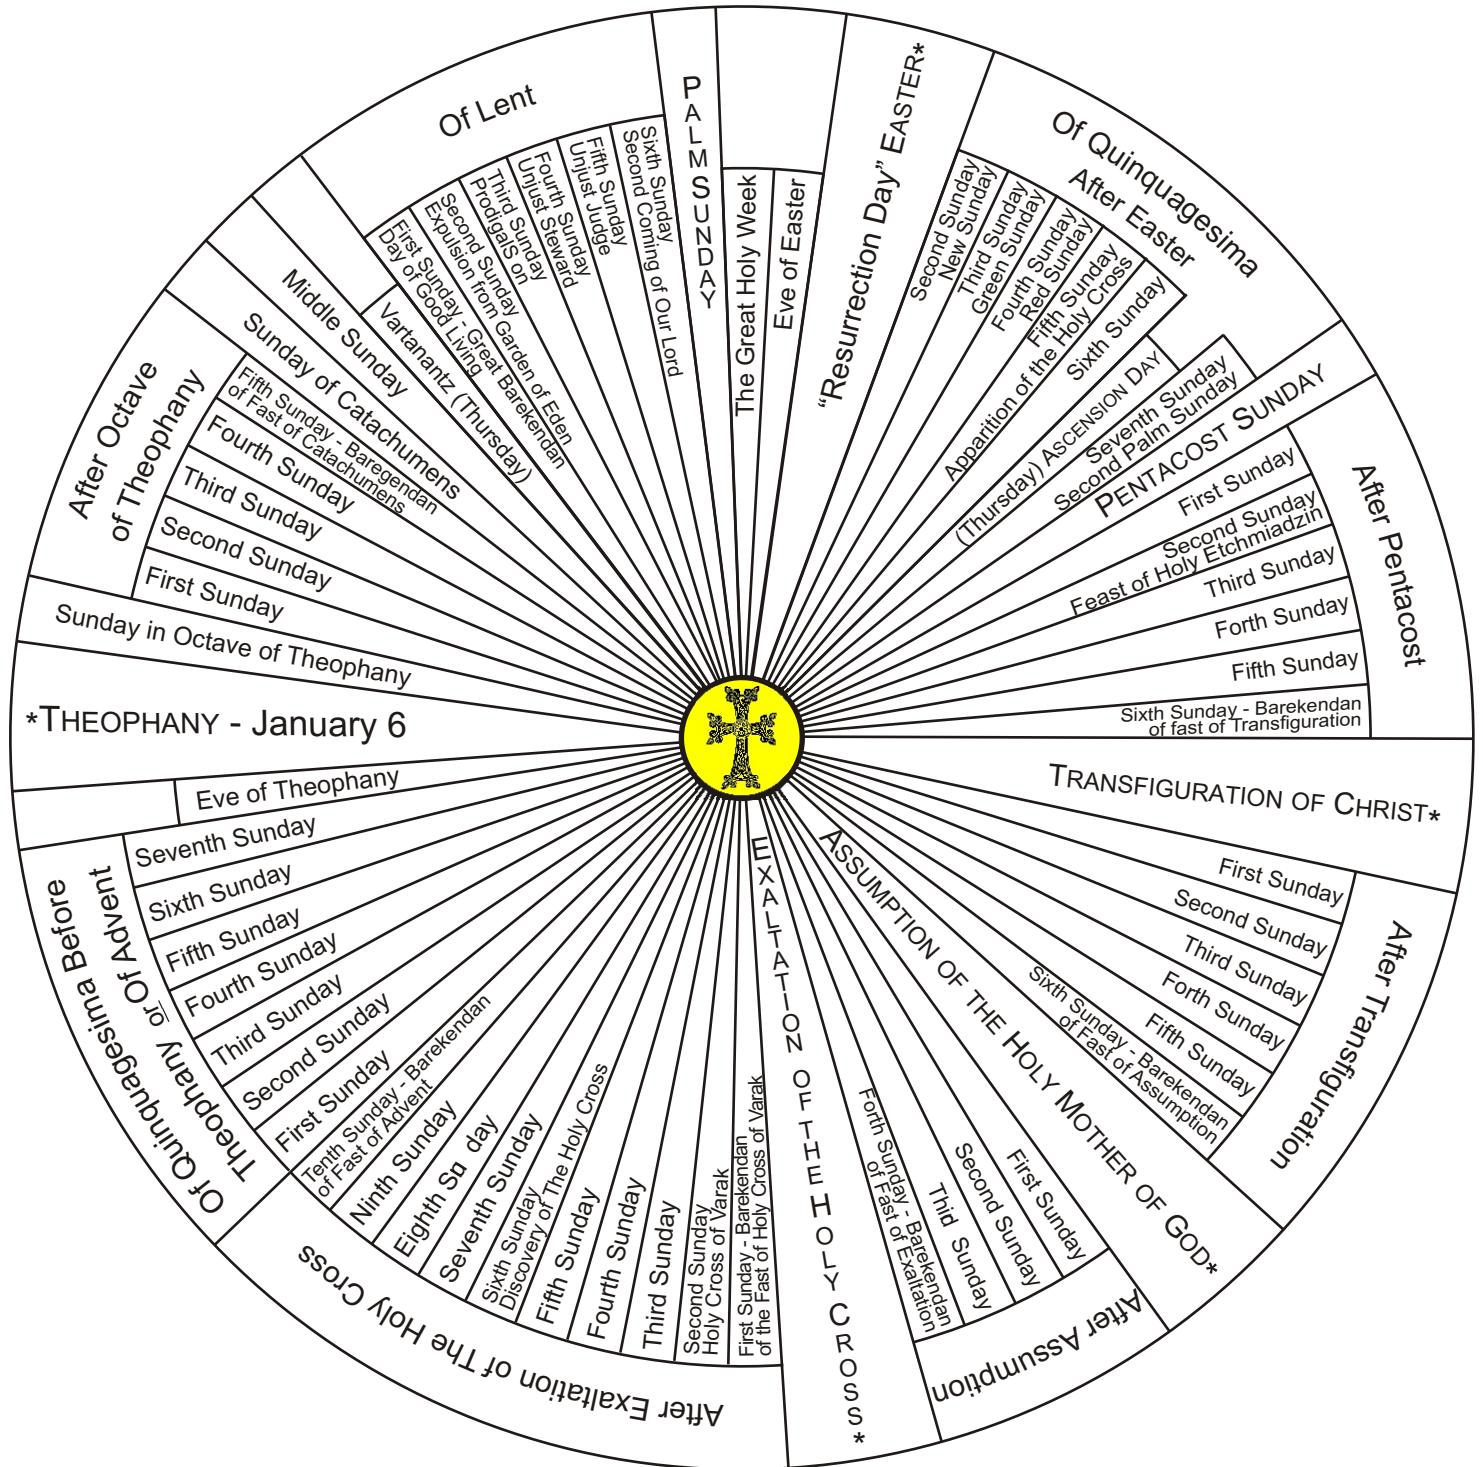 *THEOPHANY - January 6
Sunday in Octave of Theophany
After Octave
of Theophany
First Sunday
Second Sunday
Third Sunday
Fourth Sunday
Fifth Sunday - Baregendan
of Fast of Catachumens
Sunday of Catachumens
Middle Sunday
Vartanantz (Thursday)
Of Lent
First Sunday - Great Barekendan
Day of Good Living
Second Sunday
Expulsion from Garden of Eden
Third Sunday
ProdigalS on
Fourth Sunday
Unjust Steward
Fifth Sunday
Unjust Judge
Sixth Sunday
Second Coming of Our Lord
PALM SUNDAY
The Great Holy Week
Eve of Easter
“Resurrection Day” EASTER*
Of Quinquagesima
After Easter
Second Sunday
New Sunday
Third Sunday
Green Sunday
Fourth Sunday
Red Sunday
Fifth Sunday
Apparition of the Holy Cross
Sixth Sunday
(Thursday) ASCENSION DAY
Seventh Sunday
Second Palm Sunday
PENTACOST SUNDAY
After Pentacost
First Sunday
Second Sunday
Feast of Holy Etchmiadzin
Third Sunday
Forth Sunday
Fifth Sunday
Sixth Sunday - Barekendan
of fast of Transfiguration
TRANSFIGURATION OF CHRIST*
After Transfiguration
First Sunday
Second Sunday
Third Sunday
Forth Sunday
Fifth Sunday
Sixth Sunday - Barekendan
of Fast of Assumption
ASSUMPTION OF THE HOLY MOTHER OF GOD*
After Assumption
First Sunday
Second Sunday
Thid Sunday
Forth Sunday - Barekendan
of Fast of Exaltation
EXALTATION OF THE HOLY CROSS*
After Exaltation of The Holy Cross
First Sunday - Barekendan
of the Fast of Holy Cross of Varak
Second Sunday
Holy Cross of Varak
Third Sunday
Fourth Sunday
Fifth Sunday
Sixth Sunday
Discovery of The Holy Cross
Seventh Sunday
Eighth Su day
Ninth Sunday
Tenth Sunday - Barekendan
of Fast of Advent
Of Quinquagesima Before
Theophany or Of Advent
First Sunday
Second Sunday
Third Sunday
Fourth Sunday
Fifth Sunday
Sixth Sunday
Seventh Sunday
Eve of Theophany